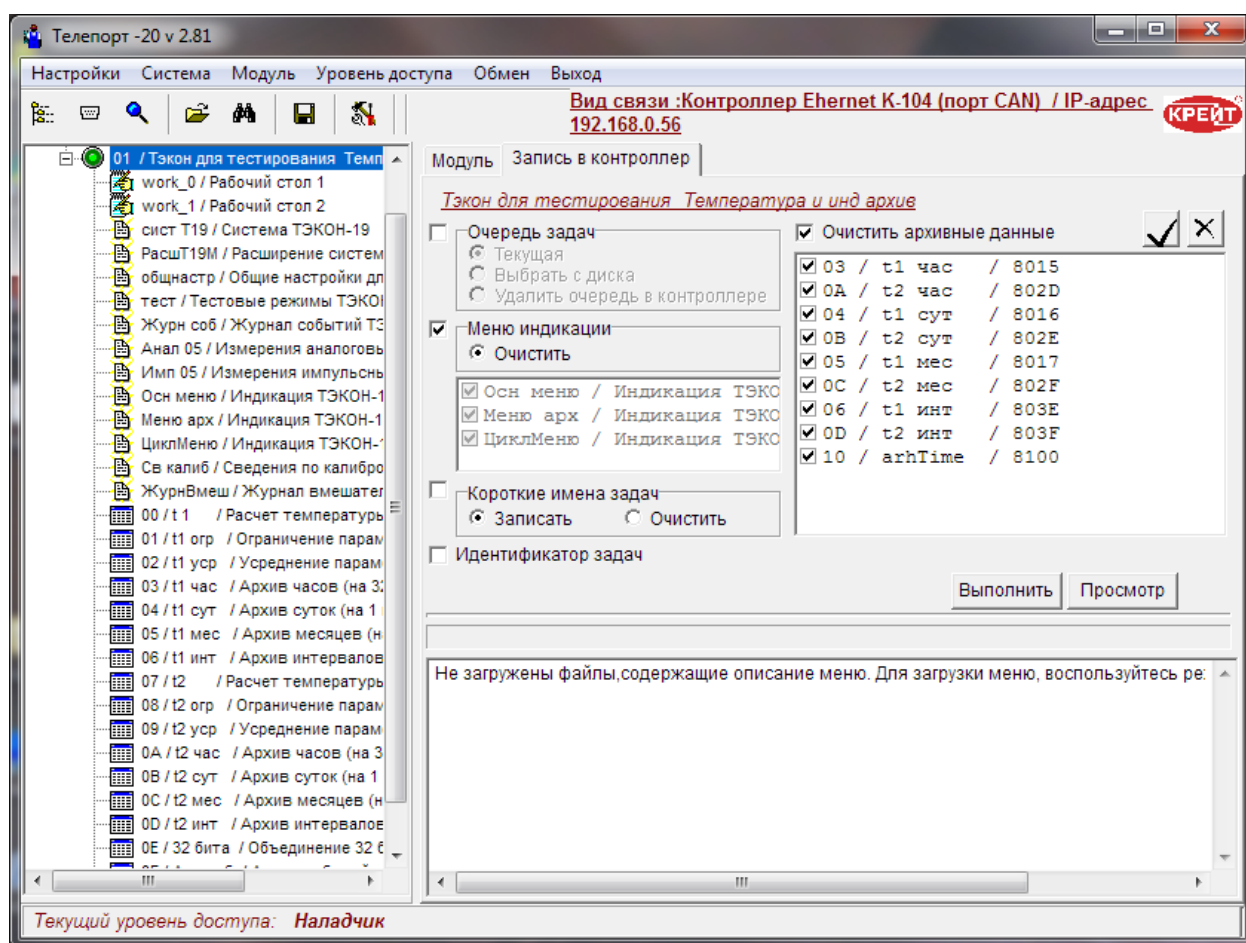 Телепорт -20 v 2.81
Настройки Система Модуль Уровень доступа Обмен Выход
Вид связи :Контроллер Ehernet K-104 (порт CAN) / IP-адрес
192.168.0.56
КРЕЙТ
01 / Тэкон для тестирования Темп
work_0 / Рабочий стол 1
work_1 / Рабочий стол 2
сист T19 / Система ТЭКОН-19
РасшТ19М / Расширение систем
общнастр / Общие настройки дл
тест / Тестовые режимы ТЭКОІ
Журн соб / Журнал событий ТЭ
Анал 05 / Измерения аналоговь
Имп 05 / Измерения импульснь
Осн меню / Индикация ТЭКОН-1
Меню арх / Индикация ТЭКОН-1
ЦиклМеню / Индикация ТЭКОН-1
Св калиб / Сведения по калибро
ЖурнВмеш / Журнал вмешател
00 / t 1 / Расчет температурь
01 / t1 огр / Ограничение парам
02 / t1 уср / Усреднение парам
03 / t1 час / Архив часов (на 32
04 / t1 сут / Архив суток (на 1
05 / t1 мес / Архив месяцев (н
06 / t1 инт / Архив интервалов
07 / t2 / Расчет температурь
08 / t2 огр / Ограничение парам
09 / t2 уср / Усреднение парам
0A / t2 час / Архив часов (на 3
0B / t2 сут / Архив суток (на 1
0C / t2 мес / Архив месяцев (н
0D / t2 инт / Архив интервалов
0E / 32 бита / Объединение 32 б
Модуль Запись в контроллер
Тэкон для тестирования Температура и инд архив
Очередь задач
Текущая
Выбрать с диска
Удалить очередь в контроллере
Меню индикации
Очистить
Осн меню / Индикация ТЭКО
Меню арх / Индикация ТЭКО
ЦиклМеню / Индикация ТЭКО
Короткие имена задач
Записать Очистить
Идентификатор задач
Очистить архивные данные
03 / t1 час / 8015
0A / t2 час / 802D
04 / t1 сут / 8016
0B / t2 сут / 802E
05 / t1 мес / 8017
0C / t2 мес / 802F
06 / t1 инт / 803E
0D / t2 инт / 803F
10 / arhTime / 8100
Выполнить Просмотр
Не загружены файлы,содержащие описание меню. Для загрузки меню, воспользуйтесь ре
Текущий уровень доступа: Наладчик